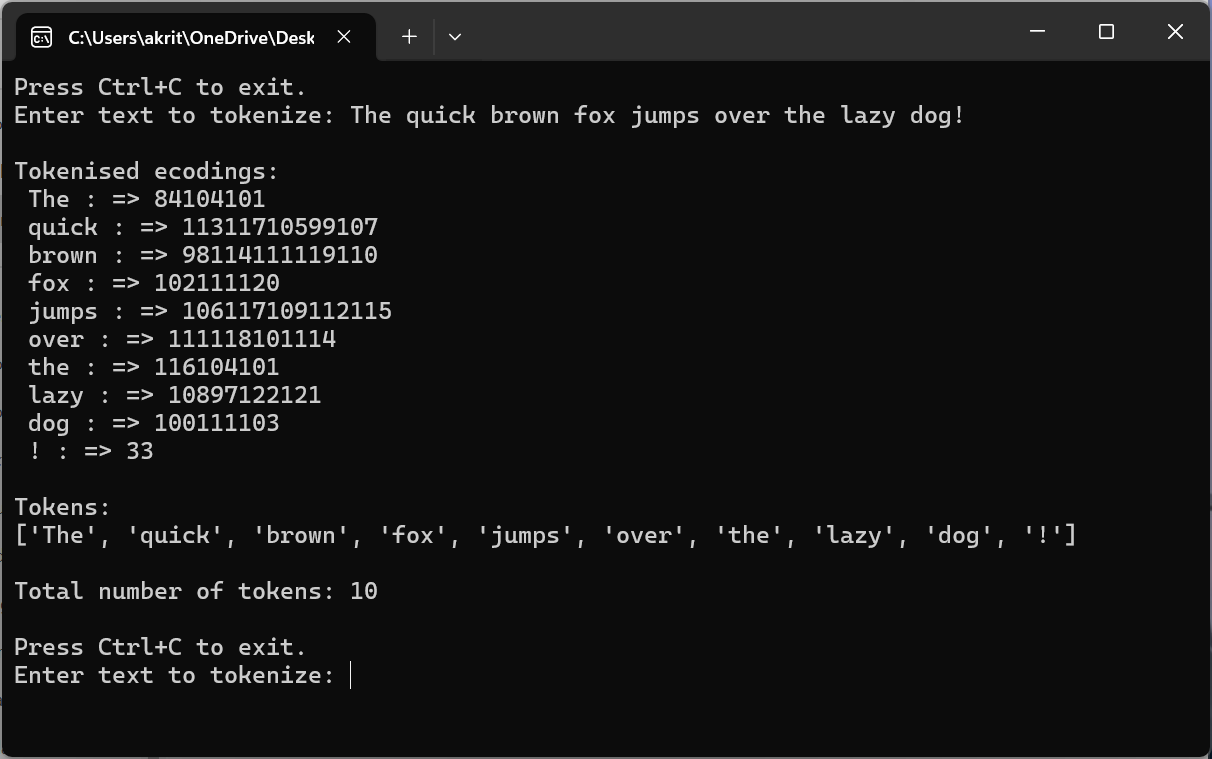 C:\Users\akrit\OneDrive\Desk
Press Ctrl+C to exit.
Enter text to tokenize: The quick brown fox jumps over the lazy dog!
Tokenised ecodings:
The : => 84104101
quick : => 11311710599107
brown : => 98114111119110
fox : => 102111120
jumps : => 106117109112115
over : => 111118101114
the : => 116104101
lazy : => 10897122121
dog : => 100111103
! : => 33
Tokens:
['The', 'quick', 'brown', 'fox', 'jumps', 'over', 'the', 'lazy', 'dog', '!']
Total number of tokens: 10
Press Ctrl+C to exit.
Enter text to tokenize: